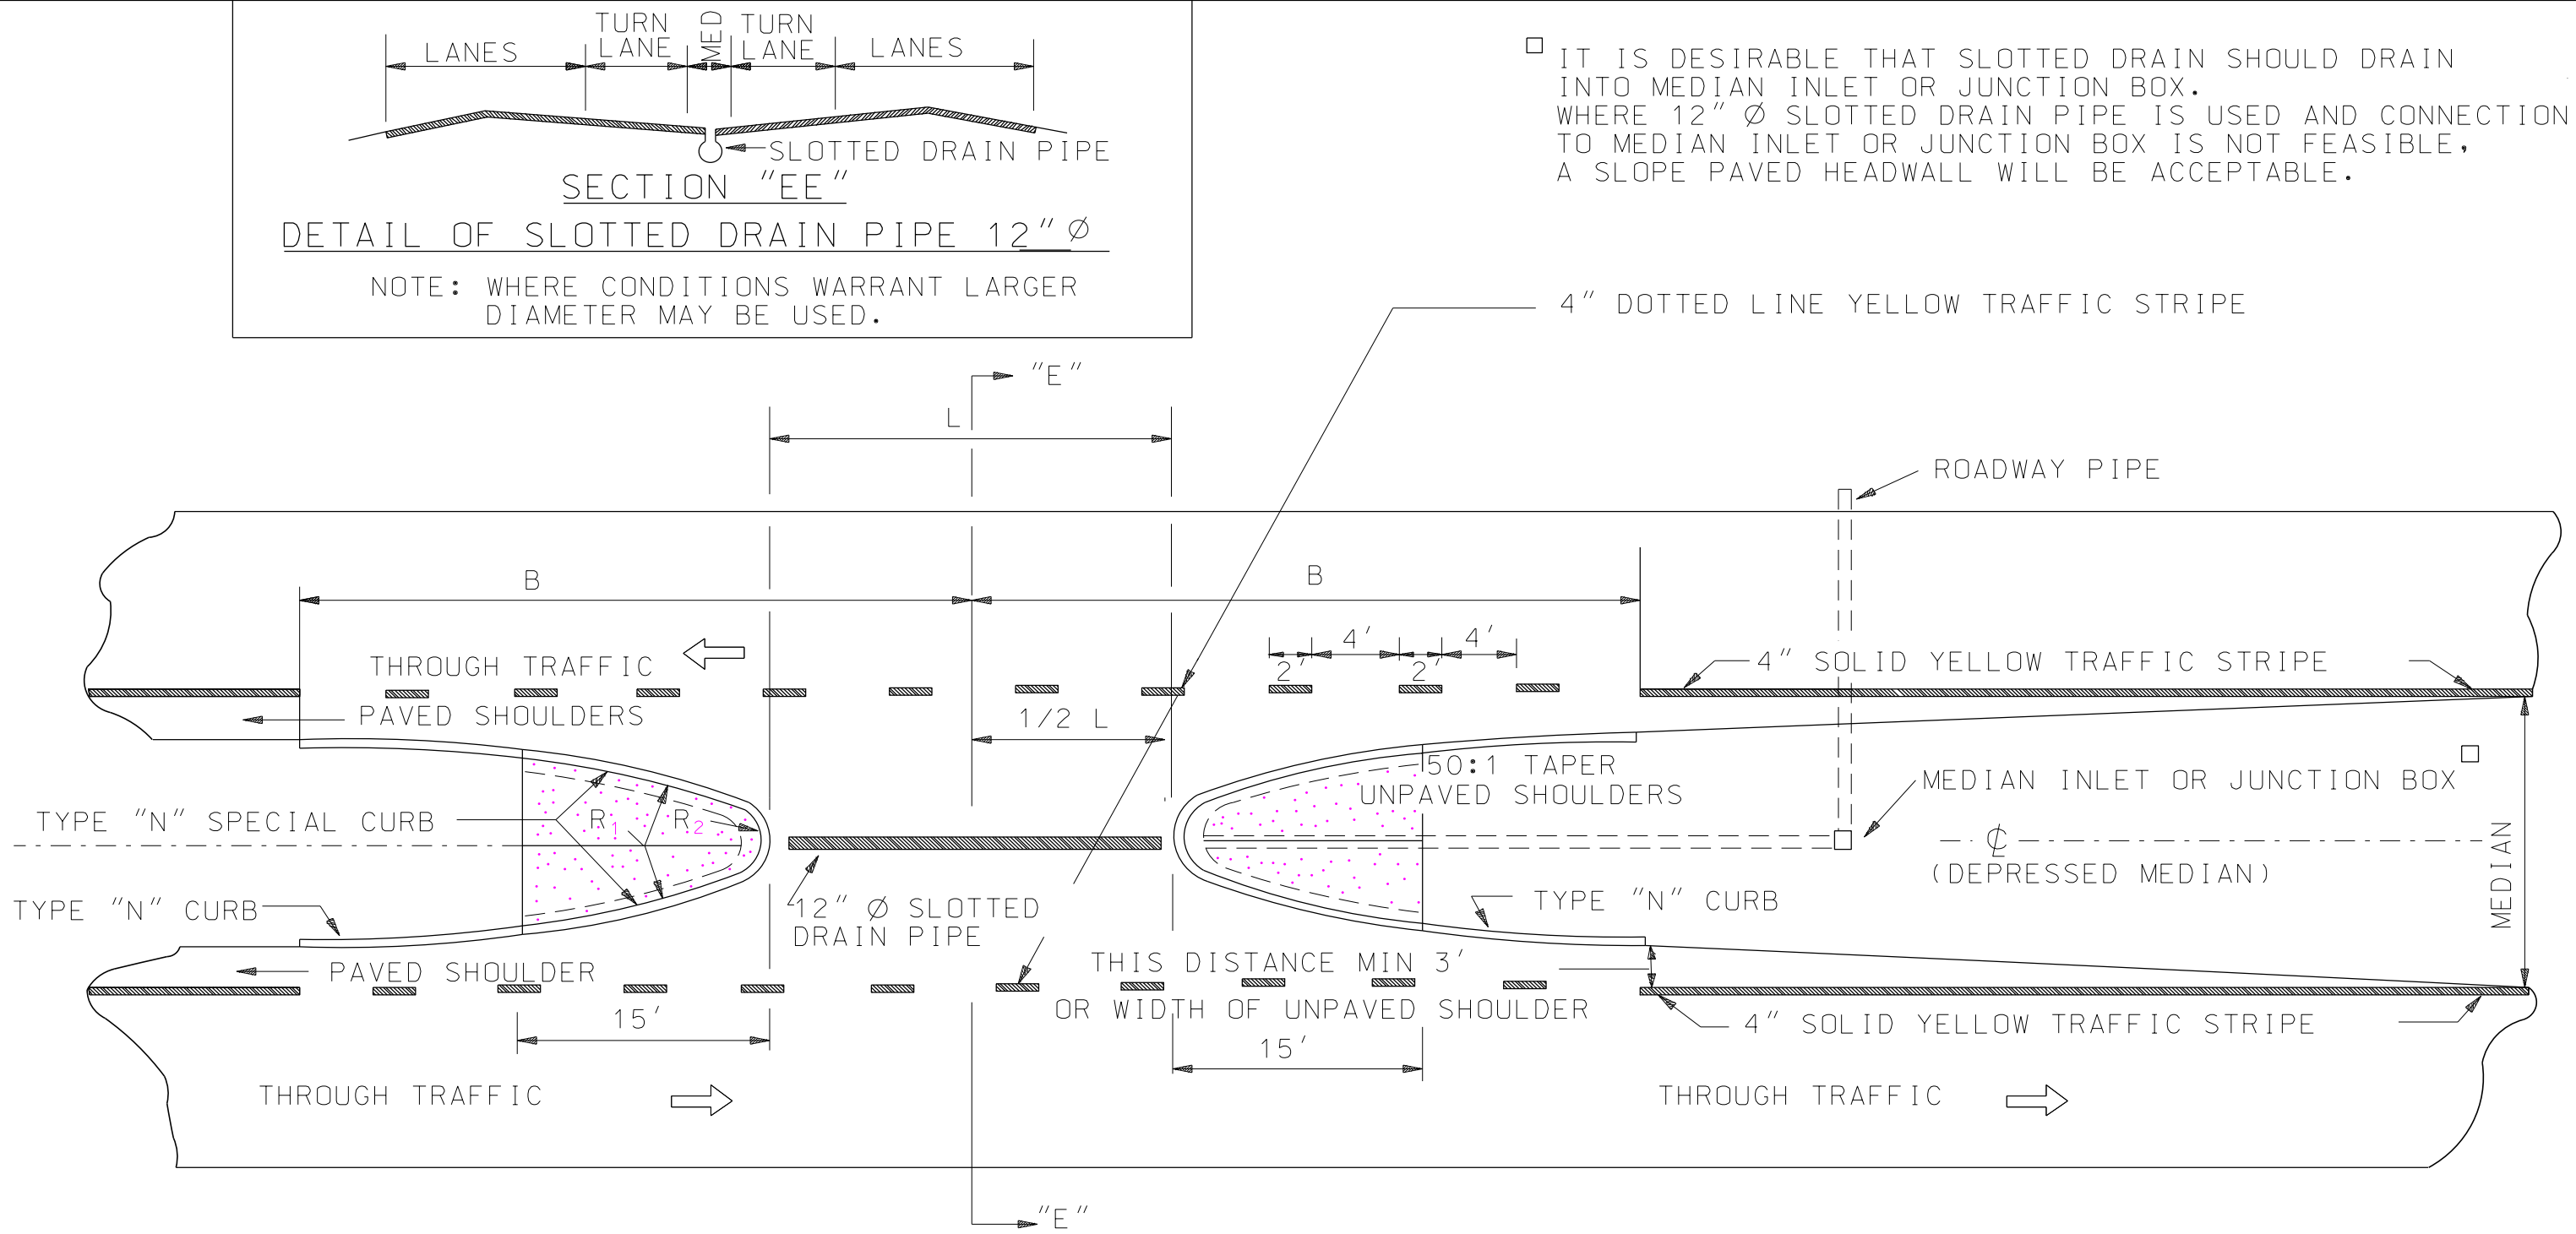 TURN
LANE
MED
TURN
LANE
LANES
LANES
SLOTTED DRAIN PIPE
SECTION "EE"
DETAIL OF SLOTTED DRAIN PIPE 12" Ø
NOTE: WHERE CONDITIONS WARRANT LARGER
DIAMETER MAY BE USED.
□ IT IS DESIRABLE THAT SLOTTED DRAIN SHOULD DRAIN
INTO MEDIAN INLET OR JUNCTION BOX.
WHERE 12" Ø SLOTTED DRAIN PIPE IS USED AND CONNECTION
TO MEDIAN INLET OR JUNCTION BOX IS NOT FEASIBLE,
A SLOPE PAVED HEADWALL WILL BE ACCEPTABLE.
4" DOTTED LINE YELLOW TRAFFIC STRIPE
"E"
L
ROADWAY PIPE
B
B
THROUGH TRAFFIC
4'
4'
2'
2'
4" SOLID YELLOW TRAFFIC STRIPE
PAVED SHOULDERS
1/2 L
50:1 TAPER
UNPAVED SHOULDERS
MEDIAN INLET OR JUNCTION BOX □
TYPE "N" SPECIAL CURB
R1
R2
℄
(DEPRESSED MEDIAN)
MEDIAN
TYPE "N" CURB
12" Ø SLOTTED
DRAIN PIPE
TYPE "N" CURB
PAVED SHOULDER
THIS DISTANCE MIN 3'
OR WIDTH OF UNPAVED SHOULDER
15'
15'
4" SOLID YELLOW TRAFFIC STRIPE
THROUGH TRAFFIC
THROUGH TRAFFIC
"E"